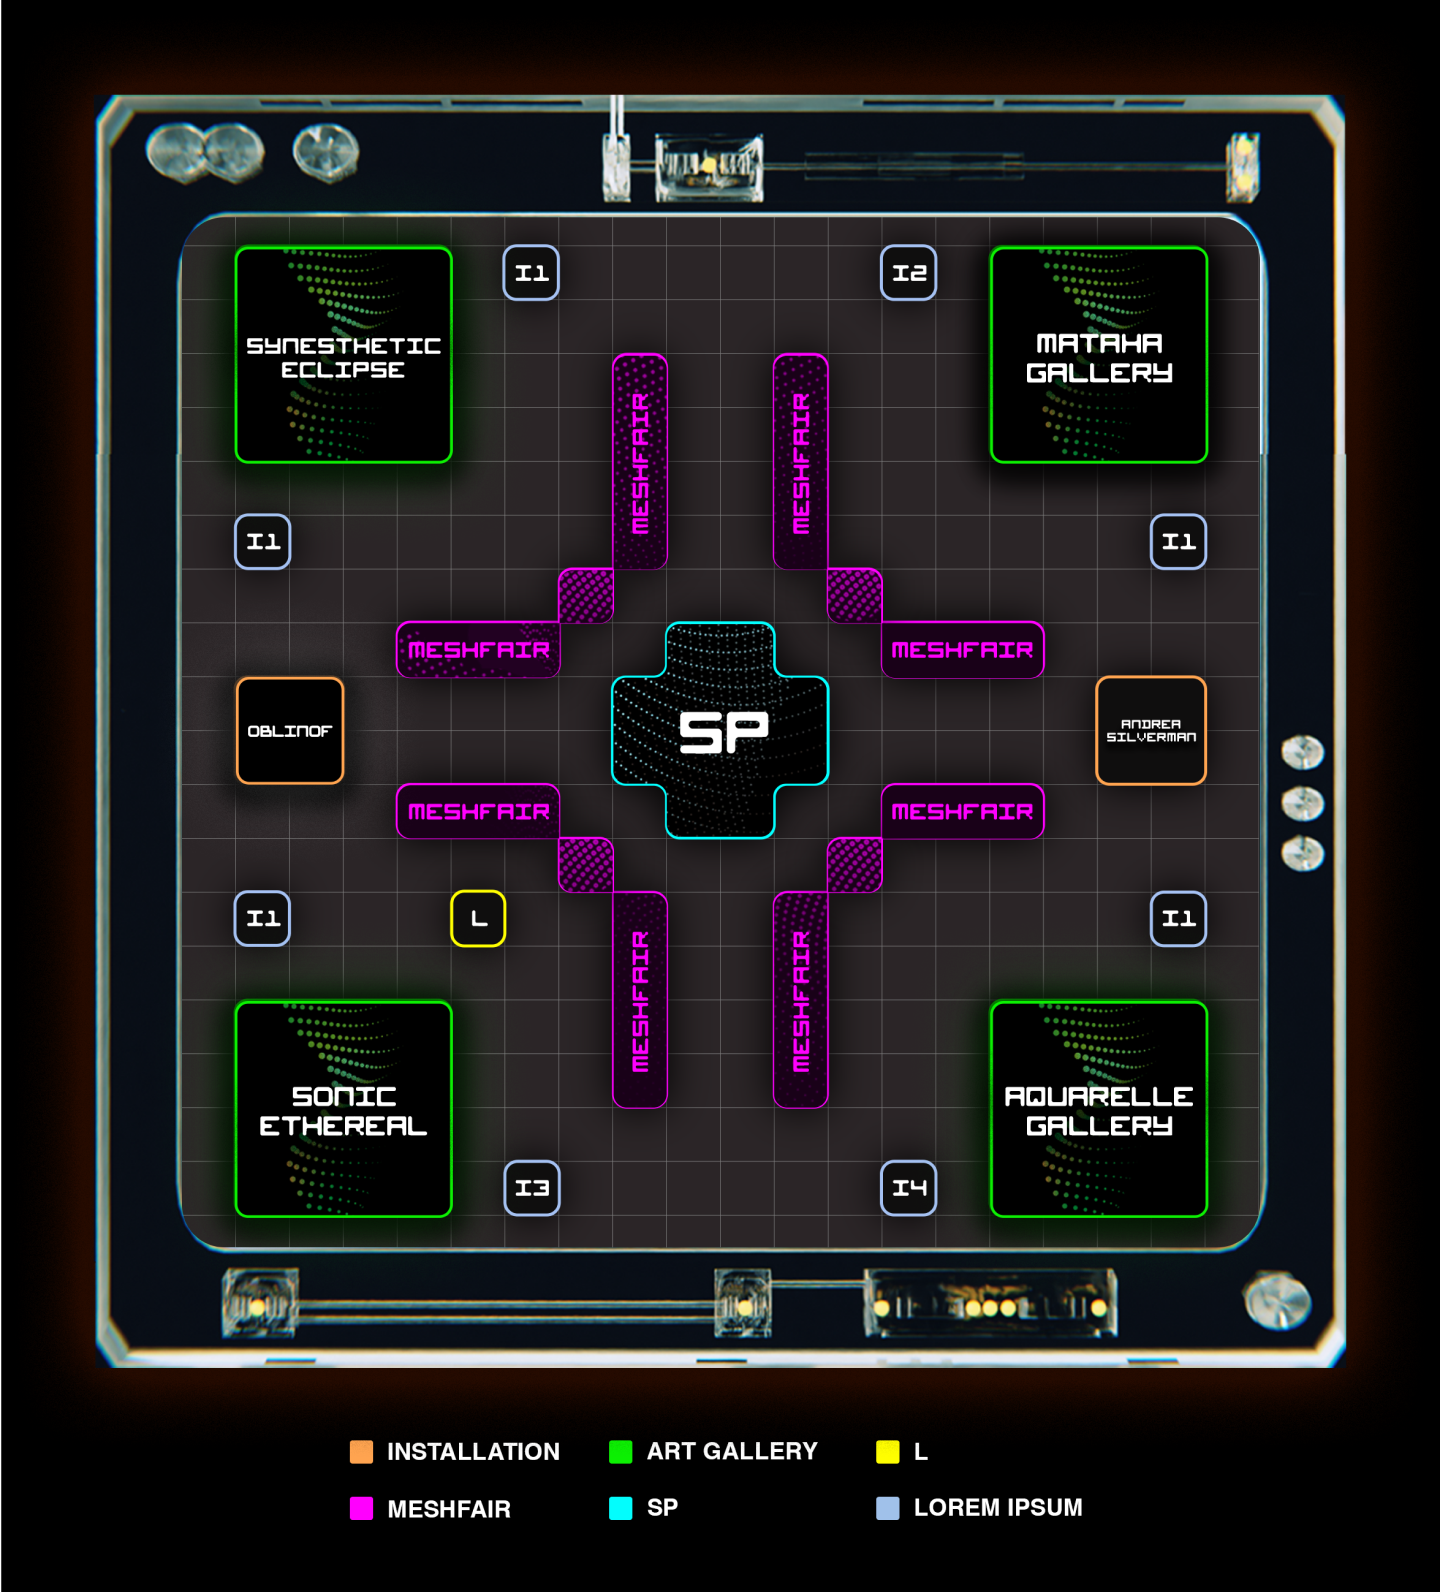 I1
I2
SYNESTHETIC
ECLIPSE
MATAHA
GALLERY
MESHFAIR
MESHFAIR
I1
I1
MESHFAIR
MESHFAIR
OBLINOF
SP
ANDREA
SILVERMAN
MESHFAIR
MESHFAIR
I1
L
I1
MESHFAIR
MESHFAIR
SONIC
ETHEREAL
AQUARELLE
GALLERY
I3
I4
INSTALLATION
ART GALLERY
L
MESHFAIR
SP
LOREM IPSUM